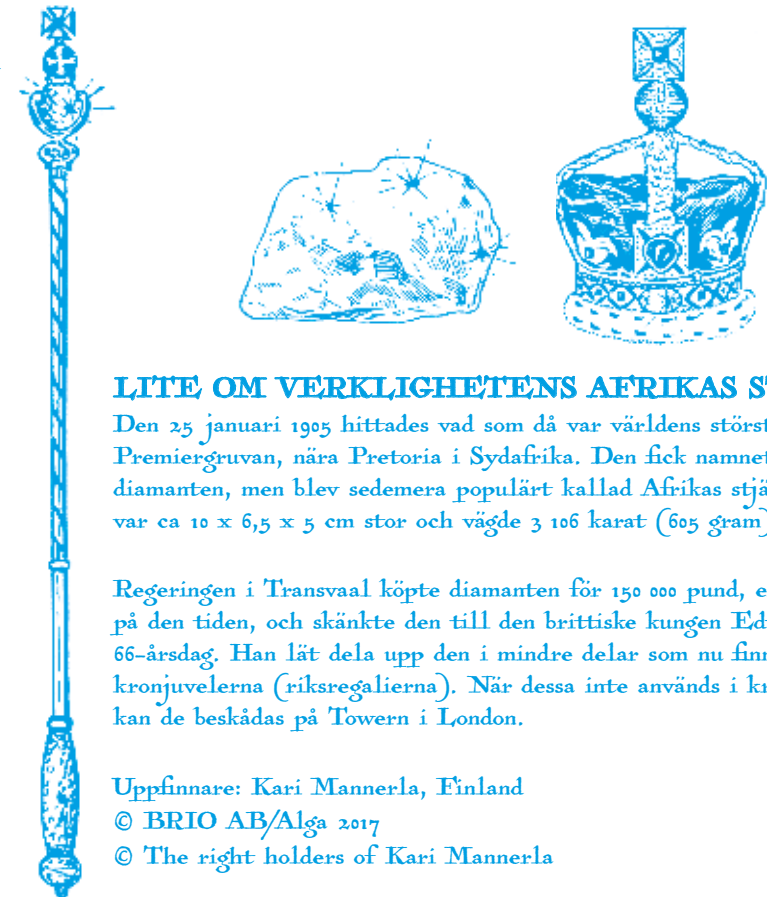 LITE OM VERKLIGHETENS AFRIKAS
Den 25 januari 1905 hittades vad som då var världens
Premiergruvan, nära Pretoria i Sydafrika. Den fick namnet
diamanten, men blev sedemera populärt kallad Afrikas
var ca 10 x 6,5 x 5 cm stor och vägde 3 106 karat (605 gram)
Regeringen i Transvaal köpte diamanten för 150 000 pund,
på den tiden, och skänkte den till den brittiske kungen
66-årsdag. Han lät dela upp den i mindre delar som nu
kronjuvelerna (riksregalierna). När dessa inte används i
kan de beskådas på Towern i London.
Uppfinnare: Kari Mannerla, Finland
© BRIO AB/Alga 2017
© The right holders of Kari Mannerla